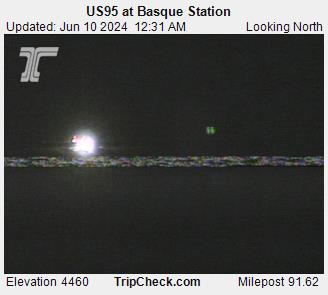 US95 at Basque Station
Updated: Jun 10 2024 12:31 AM Looking North
Elevation 4460 TripCheck.com Milepost 91.62